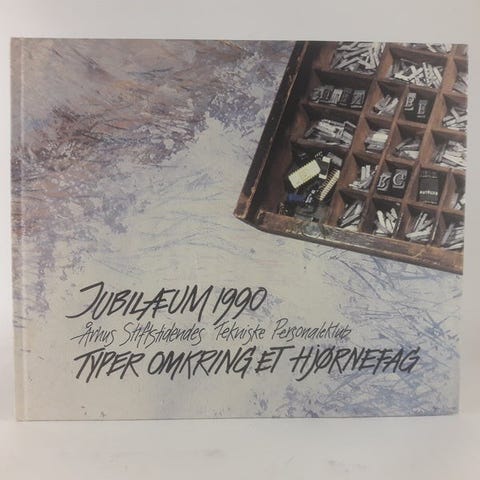 JUBILÆUM 1990
Århus Stiftstidendes Tekniske Personaleklub
TYPER OMKRING ET HJØRNEFAG